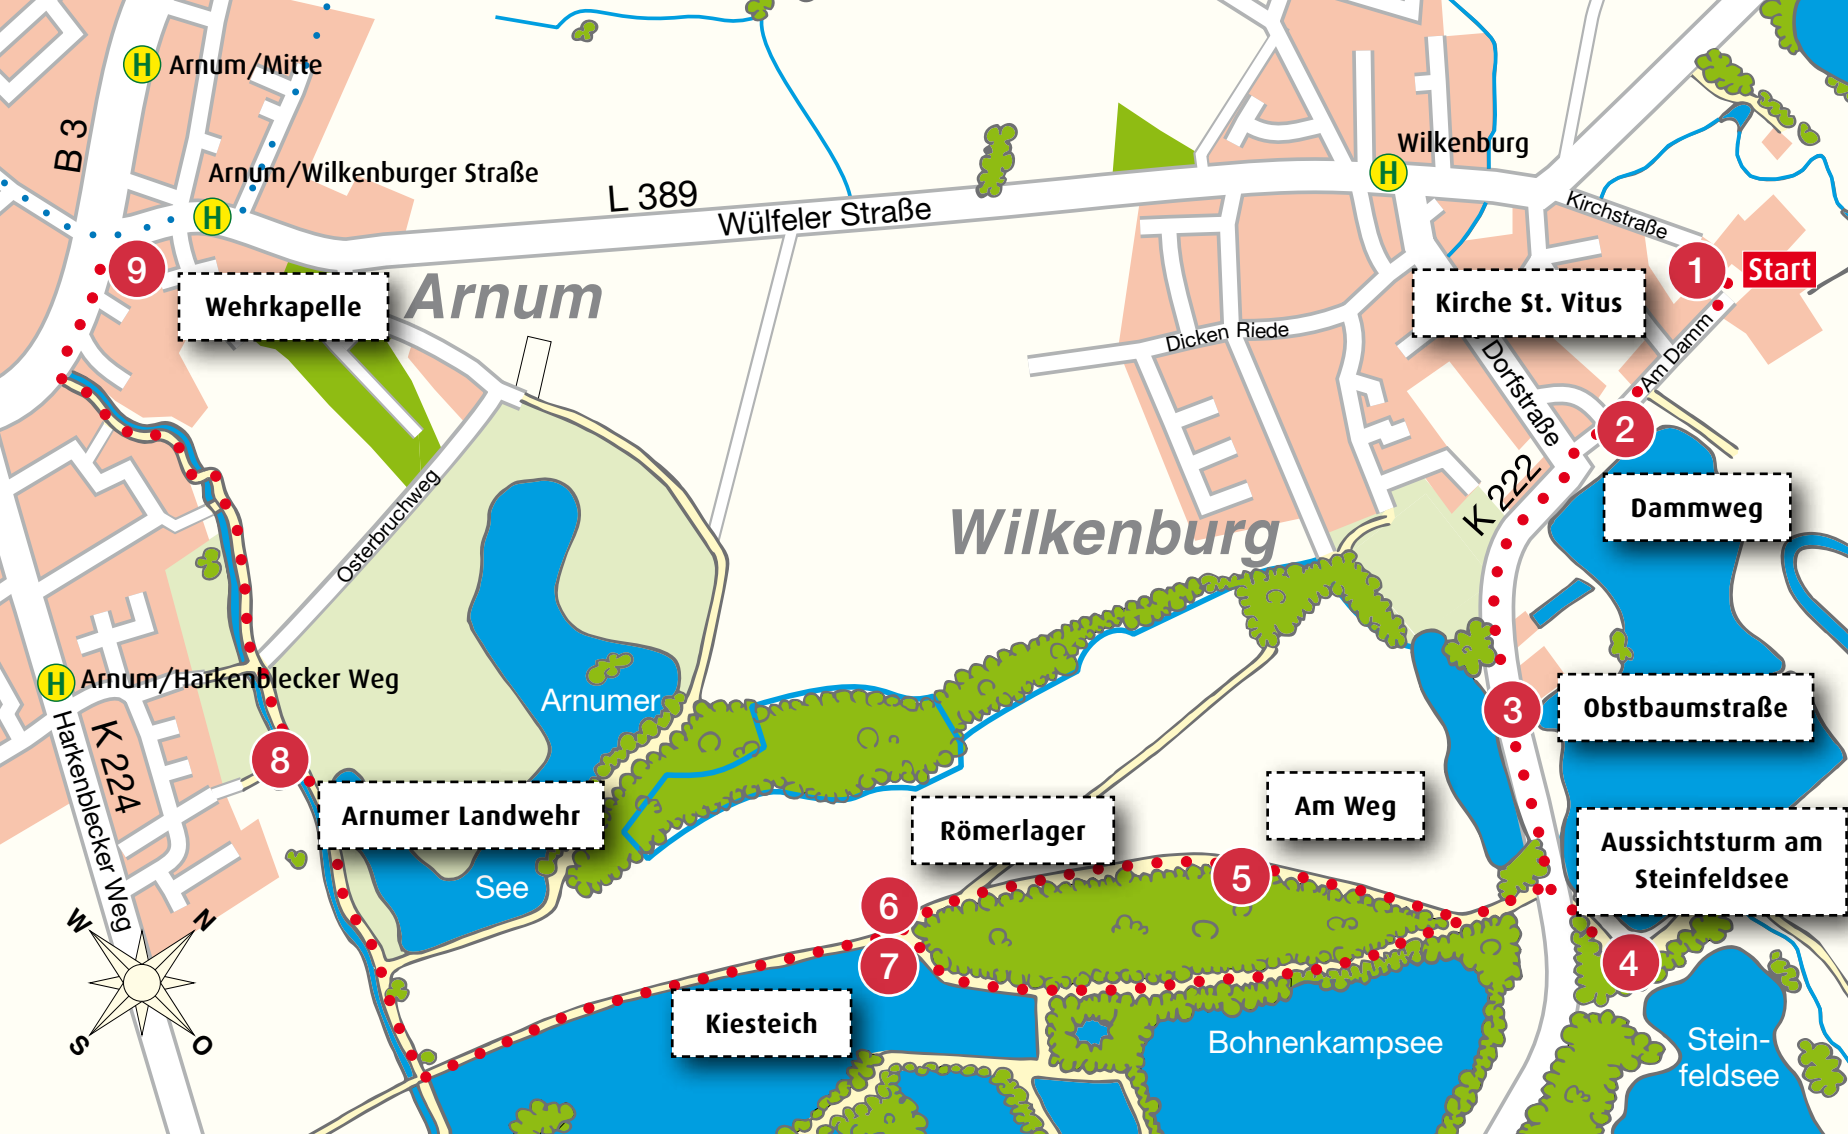 H Arnum/Mitte
B 3
Arnum/Wilkenburger Straße
H
L 389
Wülfeler Straße
Wilkenburg
H
Kirchstraße
1 Start
9
Wehrkapelle
Arnum
Kirche St. Vitus
Dicken Riede
Dorfstraße
Am Damm
2
K 222
Dammweg
Osterbruchweg
Wilkenburg
H Arnum/Harkenblecker Weg
Arnumer
3
Obstbaumstraße
K 224
Harkenblecker Weg
8
Arnumer Landwehr
Römerlager
Am Weg
Aussichtsturm am
Steinfeldsee
See
5
6
7
4
W
N
S
O
Kiesteich
Bohnenkampsee
Stein-
feldsee